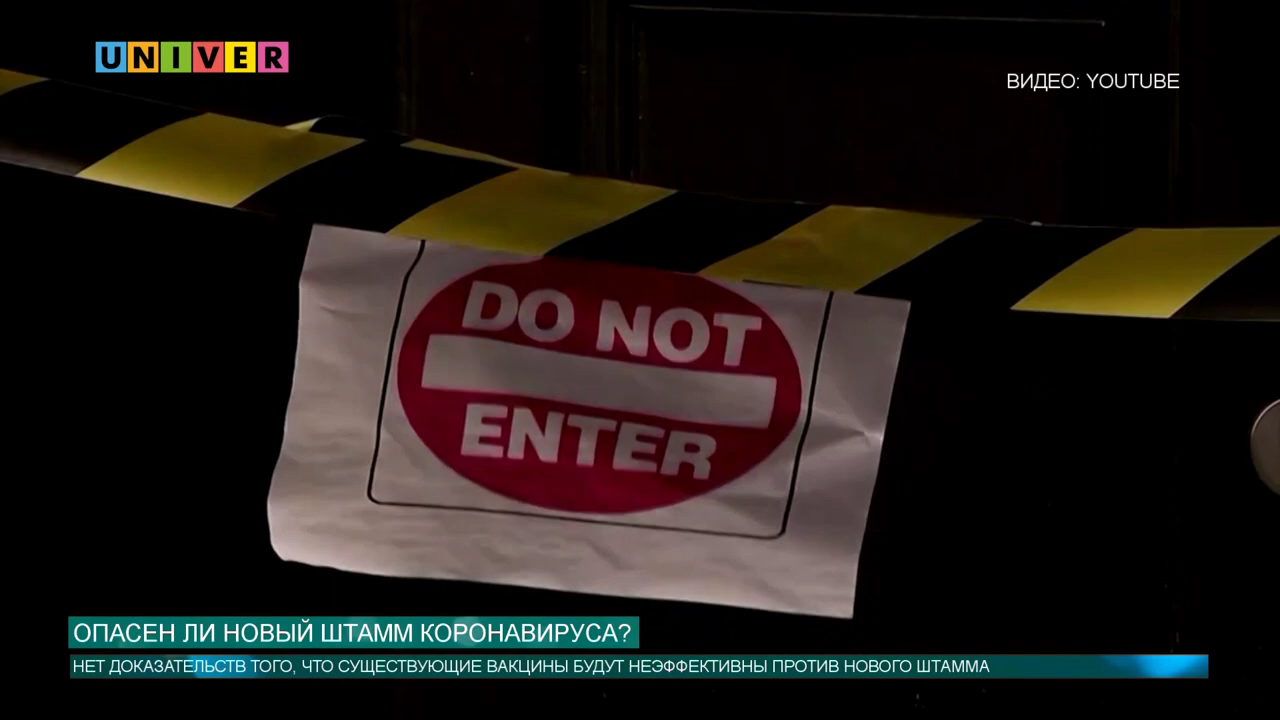 UNIVER
ВИДЕО: YOUTUBE
DO NOT
ENTER
ОПАСЕН ЛИ НОВЫЙ ШТАММ КОРОНАВИРУСА?
НЕТ ДОКАЗАТЕЛЬСТВ ТОГО, ЧТО СУЩЕСТВУЮЩИЕ ВАКЦИНЫ БУДУТ НЕЭФФЕКТИВНЫ ПРОТИВ НОВОГО ШТАММА